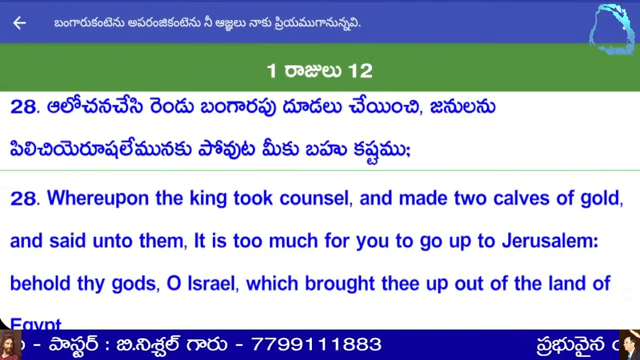 బంగారుకంటెను అపరంజికంటెను నీ ఆజ్ఞలు నాకు ప్రియముగానున్నవి.
1 రాజులు 12
28. ఆలోచనచేసి రెండు బంగారపు దూడలు చేయించి, జనులను
పిలిచియెరూషలేమునకు పోవుట మీకు బహు కష్టము;
28. Whereupon the king took counsel, and made two calves of gold,
and said unto them, It is too much for you to go up to Jerusalem:
behold thy gods, O Israel, which brought thee up out of the land of
Egypt
- పాస్టర్ : బి.నిశ్చల్ గారు - 7799111883 ప్రభువైన